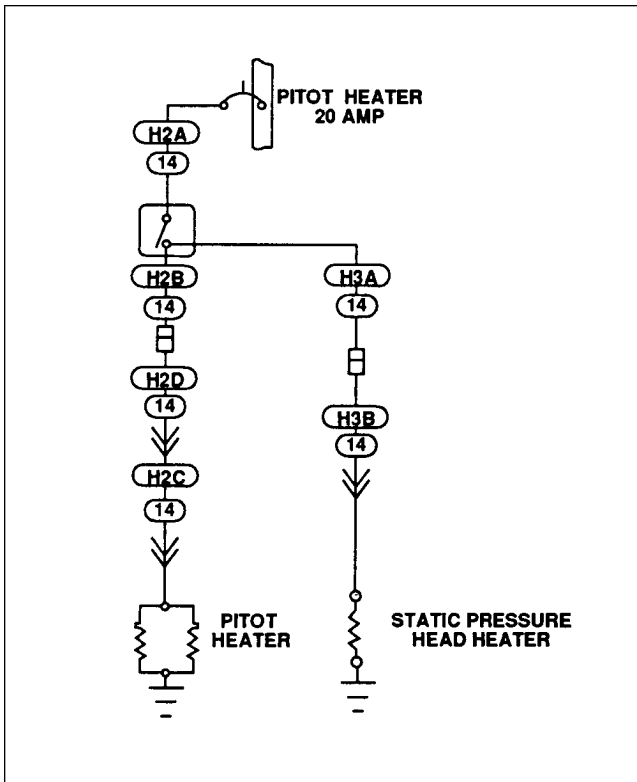 PITOT HEATER
20 AMP
H2A
14
H2B
14
H3A
14
H2D
14
H3B
14
H2C
14
PITOT
HEATER
STATIC PRESSURE
HEAD HEATER